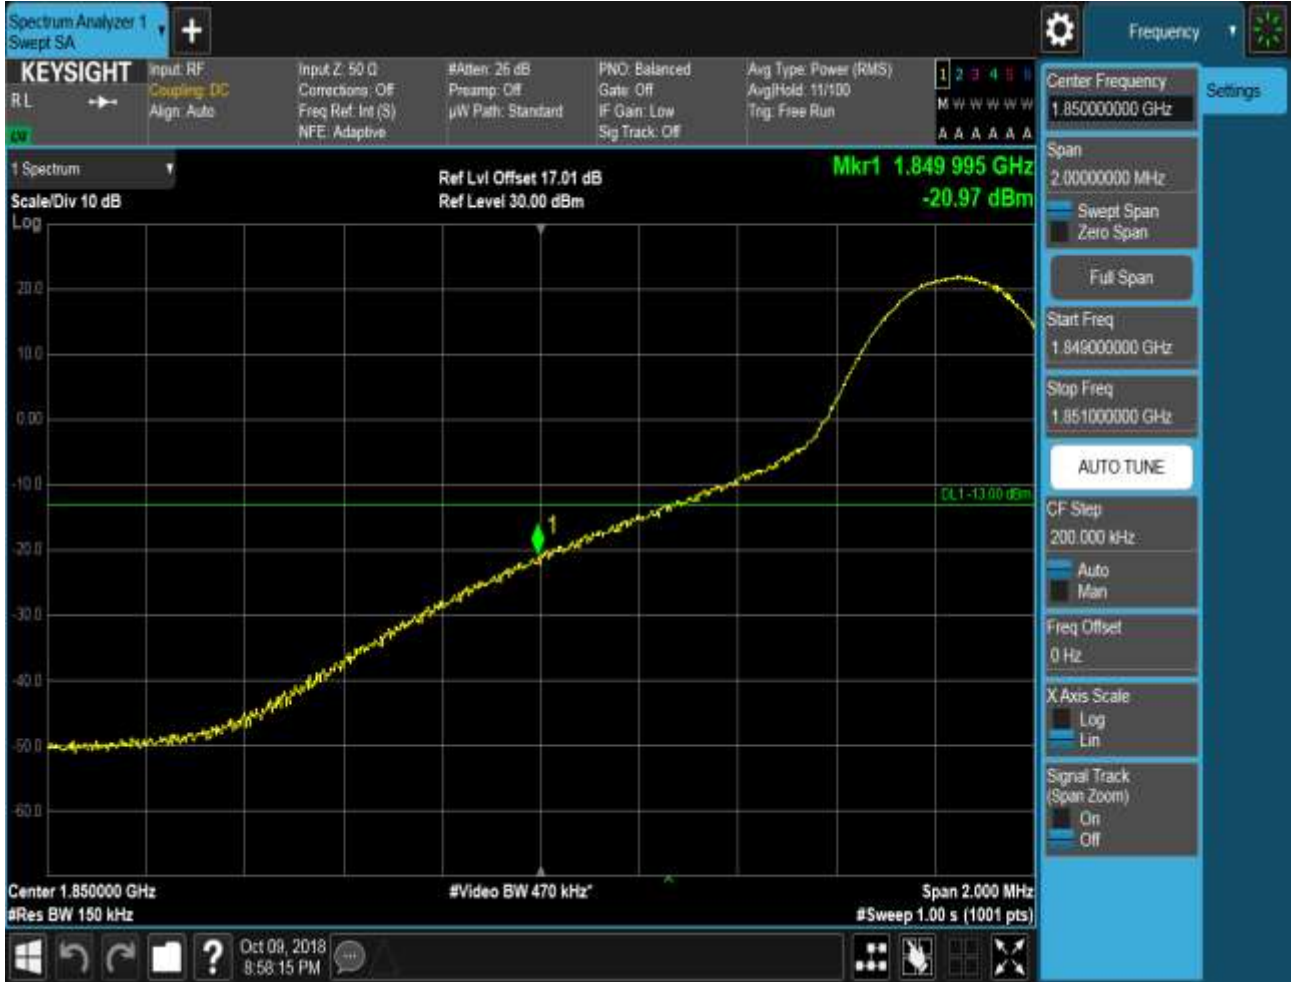 Spectrum Analyzer 1
Swept SA
Frequency
KEYSIGHT
R L
Input: RF
Coupling: DC
Align: Auto
Input Z: 50 Ω
Corrections: Off
Freq Ref: Int (S)
NFE: Adaptive
#Atten: 26 dB
Preamp: Off
µW Path: Standard
PNO: Balanced
Gate: Off
IF Gain: Low
Sig Track: Off
Avg Type: Power (RMS)
Avg|Hold: 11/100
Trig: Free Run
1 2 3 4 5 6
M W W W W W
A A A A A A
1 Spectrum
Scale/Div 10 dB
Log
Ref Lvl Offset 17.01 dB
Ref Level 30.00 dBm
Mkr1 1.849 995 GHz
-20.97 dBm
20.0
10.0
0.00
-10.0
-20.0
-30.0
-40.0
-50.0
-60.0
DL1 -13.00 dBm
1
Center 1.850000 GHz
#Res BW 150 kHz
#Video BW 470 kHz*
Span 2.000 MHz
#Sweep 1.00 s (1001 pts)
Center Frequency
1.850000000 GHz
Settings
Span
2.00000000 MHz
Swept Span
Zero Span
Full Span
Start Freq
1.849000000 GHz
Stop Freq
1.851000000 GHz
AUTO TUNE
CF Step
200.000 kHz
Auto
Man
Freq Offset
0 Hz
X Axis Scale
Log
Lin
Signal Track
(Span Zoom)
On
Off
?
Oct 09, 2018
8:58:15 PM